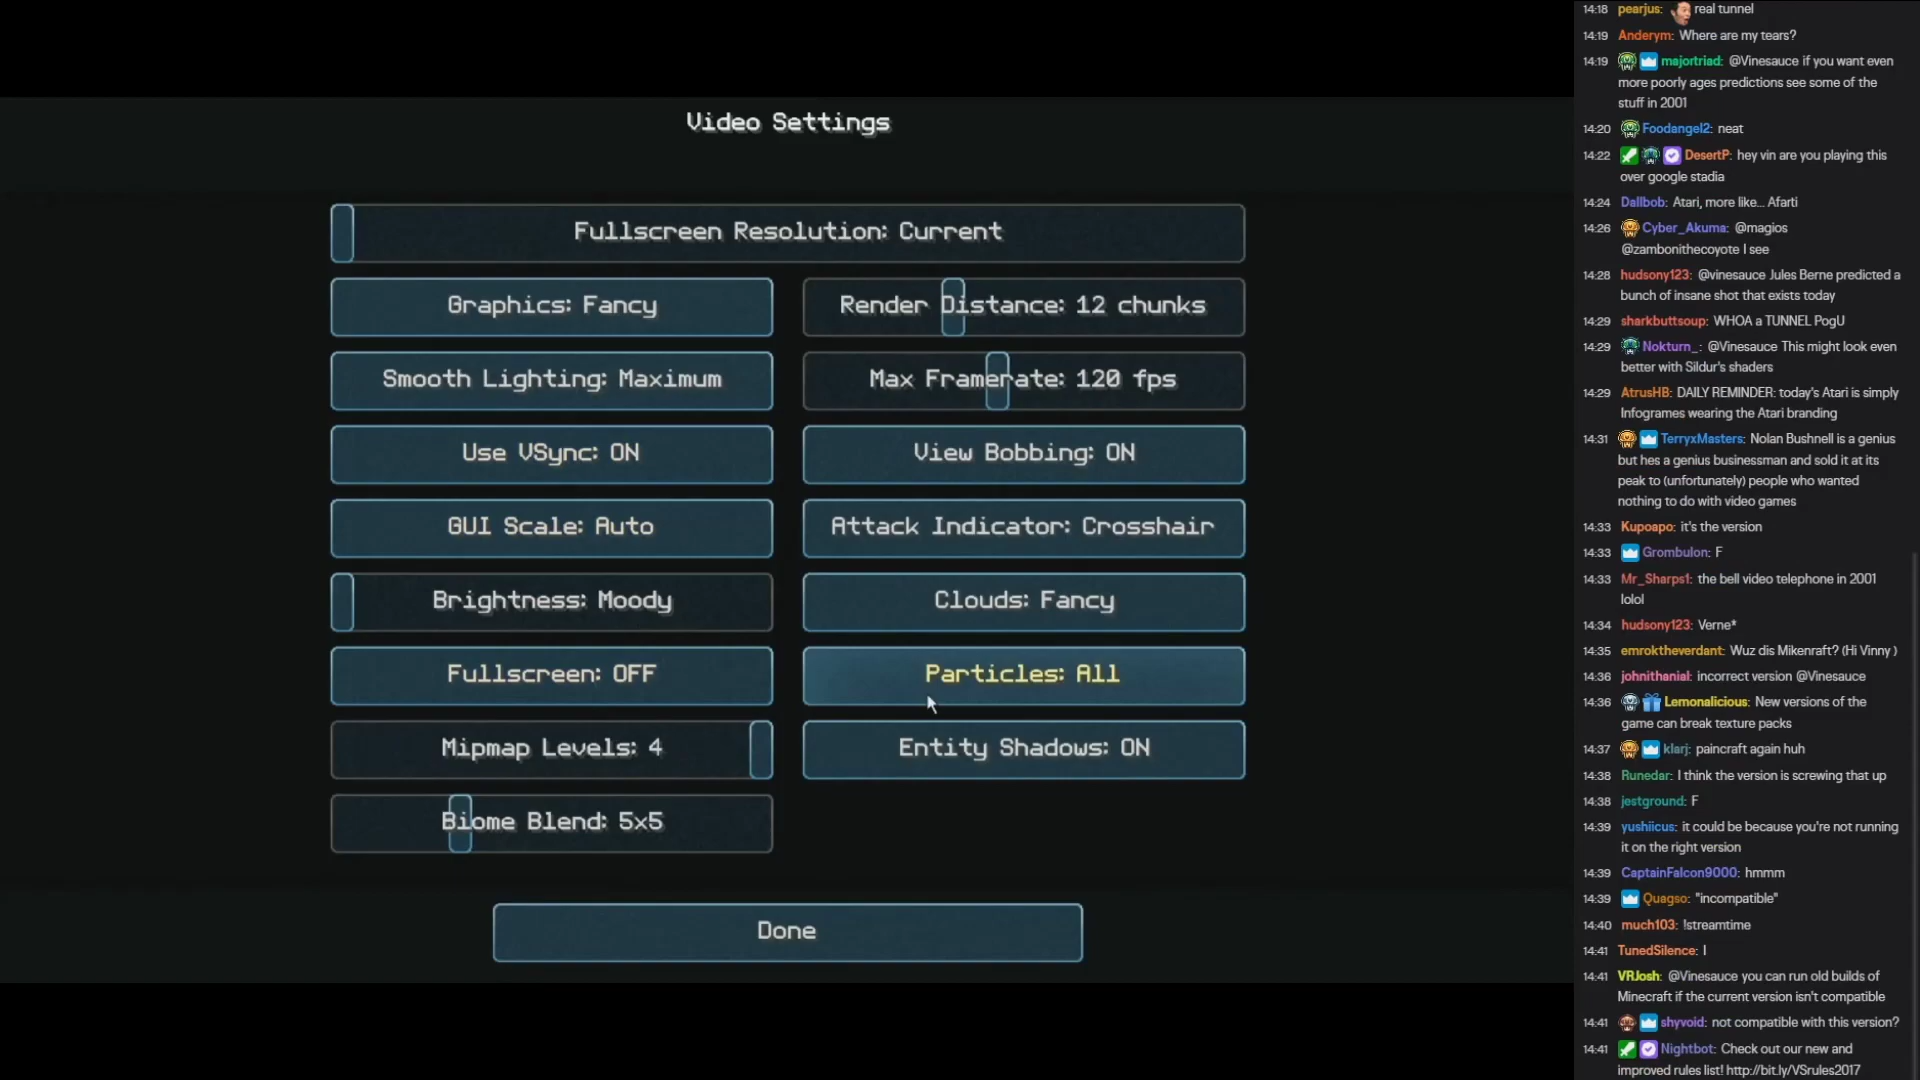 Video Settings
Fullscreen Resolution: Current
Graphics: Fancy
Render Distance: 12 chunks
Smooth Lighting: Maximum
Max Framerate: 120 fps
Use VSync: ON
View Bobbing: ON
GUI Scale: Auto
Attack Indicator: Crosshair
Brightness: Moody
Clouds: Fancy
Fullscreen: OFF
Particles: All
Mipmap Levels: 4
Entity Shadows: ON
Biome Blend: 5x5
Done
14:18 pearjus: real tunnel
14:19 Anderym: Where are my tears?
14:19 majortriad: @Vinesauce if you want even
more poorly ages predictions see some of the
stuff in 2001
14:20 Foodangel2: neat
14:22 DesertP: hey vin are you playing this
over google stadia
14:24 Dallbob: Atari, more like... Afarti
14:26 Cyber_Akuma: @magios
@zambonithecoyote I see
14:28 hudsony123: @vinesauce Jules Berne predicted a
bunch of insane shot that exists today
14:29 sharkbuttsoup: WHOA a TUNNEL PogU
14:29 Nokturn_: @Vinesauce This might look even
better with Sildur's shaders
14:29 AtrusHB: DAILY REMINDER: today's Atari is simply
Infogrames wearing the Atari branding
14:31 TerryxMasters: Nolan Bushnell is a genius
but hes a genius businessman and sold it at its
peak to (unfortunately) people who wanted
nothing to do with video games
14:33 Kupoapo: it's the version
14:33 Grombulon: F
14:33 Mr_Sharps1: the bell video telephone in 2001
lolol
14:34 hudsony123: Verne*
14:35 emroktheverdant: Wuz dis Mikenraft? (Hi Vinny )
14:36 johnithanial: incorrect version @Vinesauce
14:36 Lemonalicious: New versions of the
game can break texture packs
14:37 klarj: paincraft again huh
14:38 Runedar: I think the version is screwing that up
14:38 jestground: F
14:39 yushiicus: it could be because you're not running
it on the right version
14:39 CaptainFalcon9000: hmmm
14:39 Quagso: "incompatible"
14:40 much103: !streamtime
14:41 TunedSilence: I
14:41 VRJosh: @Vinesauce you can run old builds of
Minecraft if the current version isn't compatible
14:41 shyvoid: not compatible with this version?
14:41 Nightbot: Check out our new and
improved rules list! http://bit.ly/VSrules2017